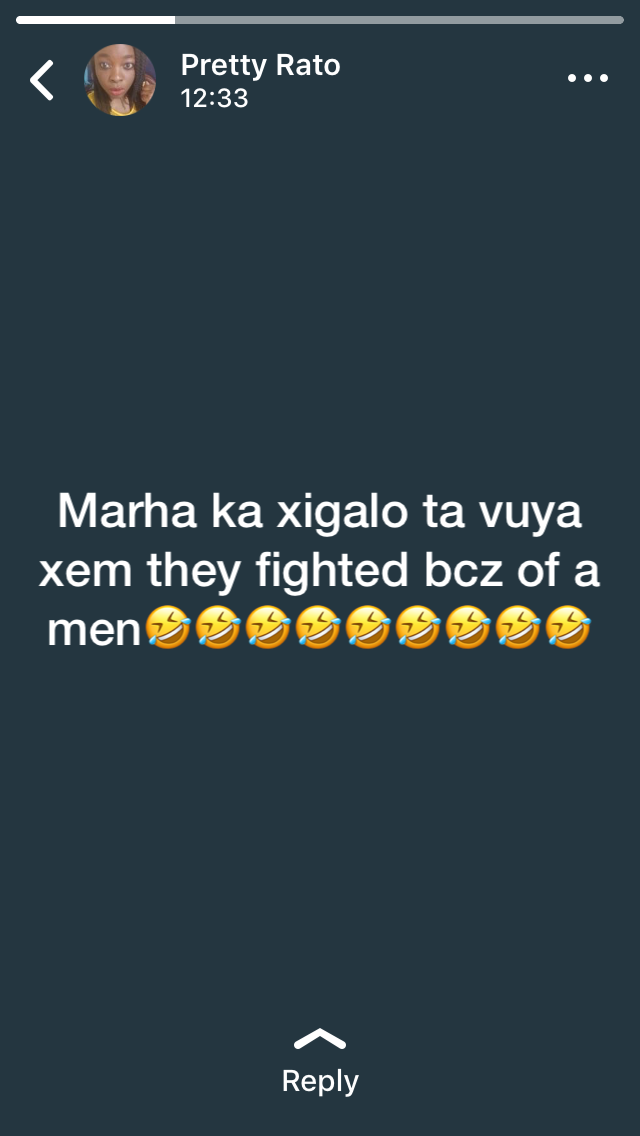 Pretty Rato
12:33
Marha ka xigalo ta vuya
xem they fighted bcz of a
men🤣🤣🤣🤣🤣🤣🤣🤣🤣
Reply